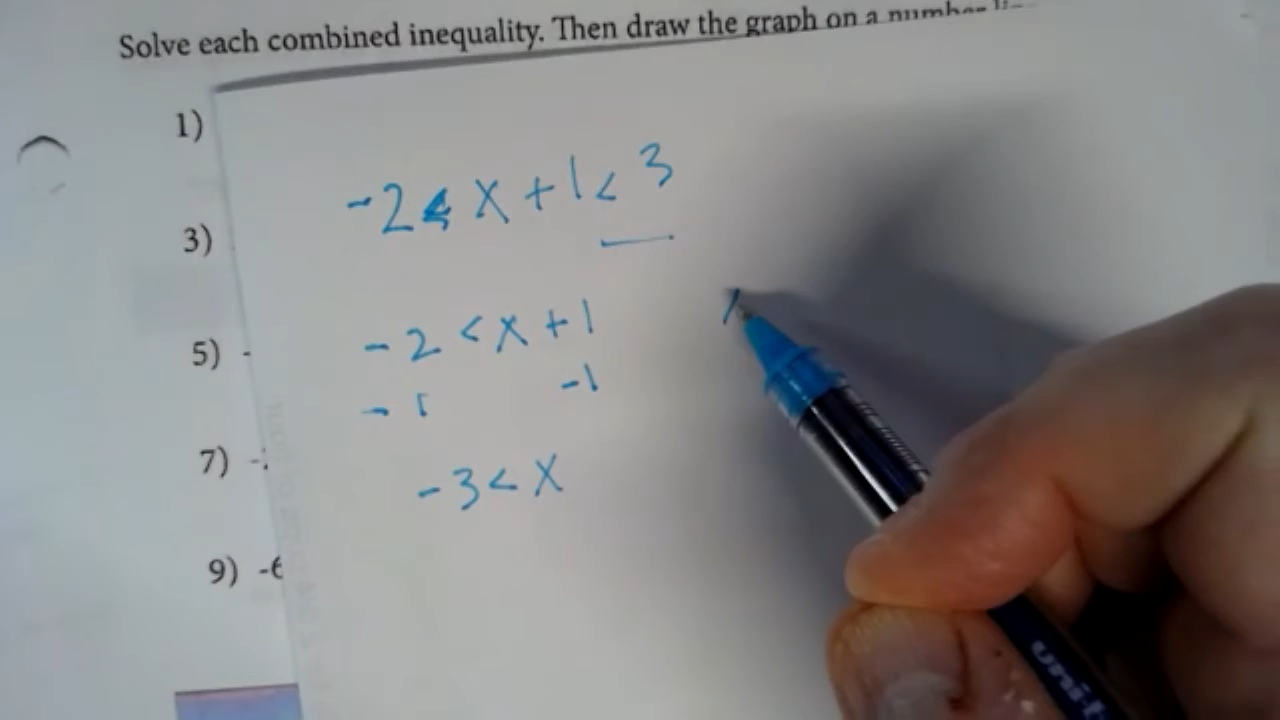 Solve each combined inequality. Then draw the graph on a
1)
-2 < x + 1 < 3
3)
-2 < x + 1
5) -
-1 -1
7) -
-3 < x
9) -6
uni